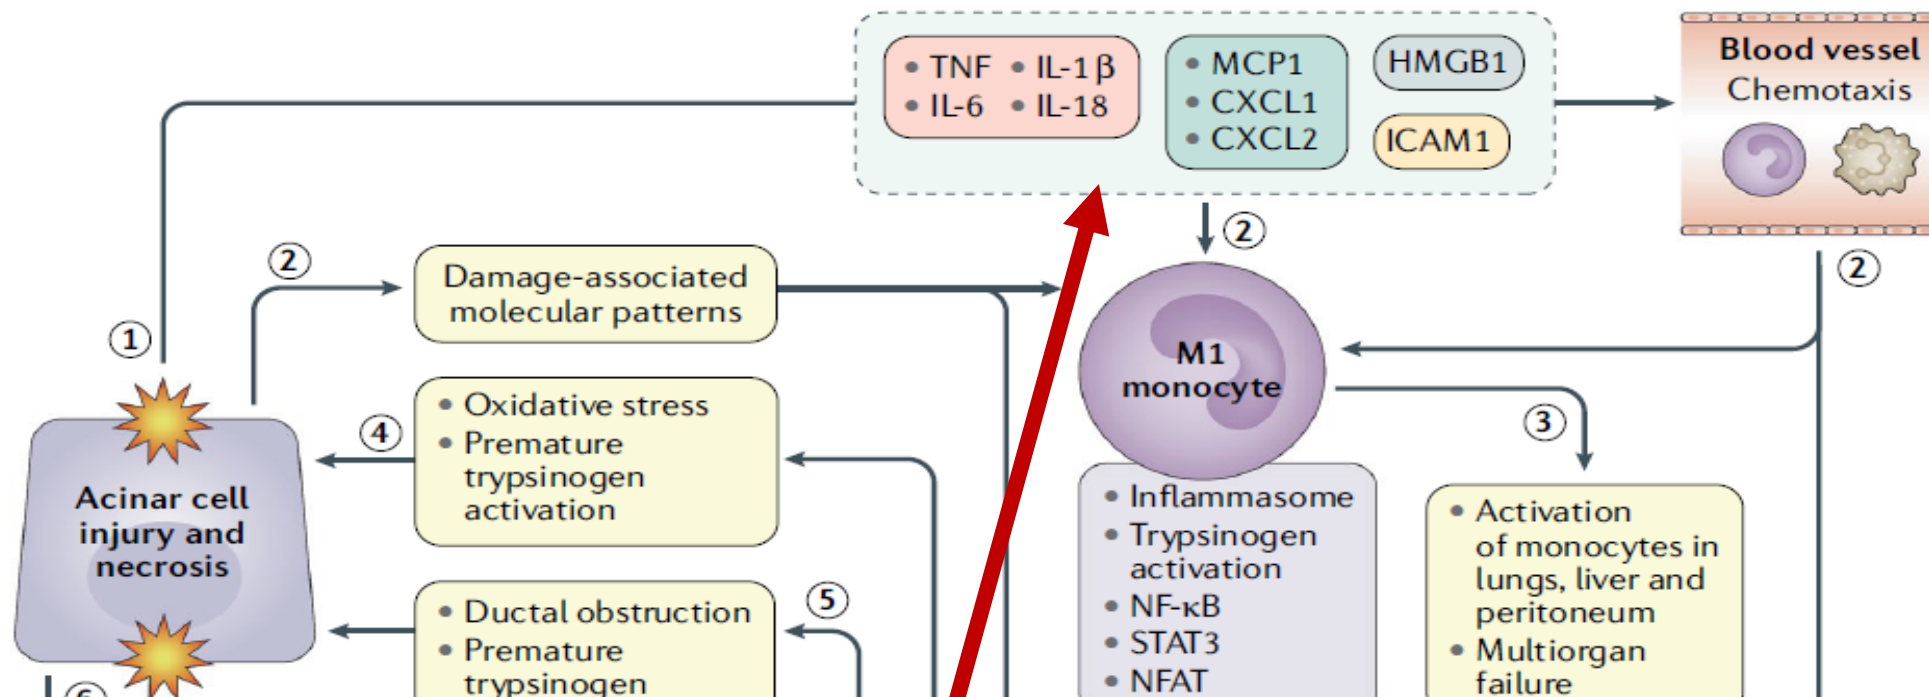 • TNF • IL-1β
• IL-6 • IL-18
• MCP1
• CXCL1
• CXCL2
HMGB1
ICAM1
Blood vessel
Chemotaxis
2
2
2
Damage-associated
molecular patterns
1
M1
monocyte
• Oxidative stress
• Premature
trypsinogen
activation
4
3
Acinar cell
injury and
necrosis
• Inflammasome
• Trypsinogen
activation
• NF-κB
• STAT3
• NFAT
• Activation
of monocytes in
lungs, liver and
peritoneum
• Multiorgan
failure
• Ductal obstruction
• Premature
trypsinogen
5
6